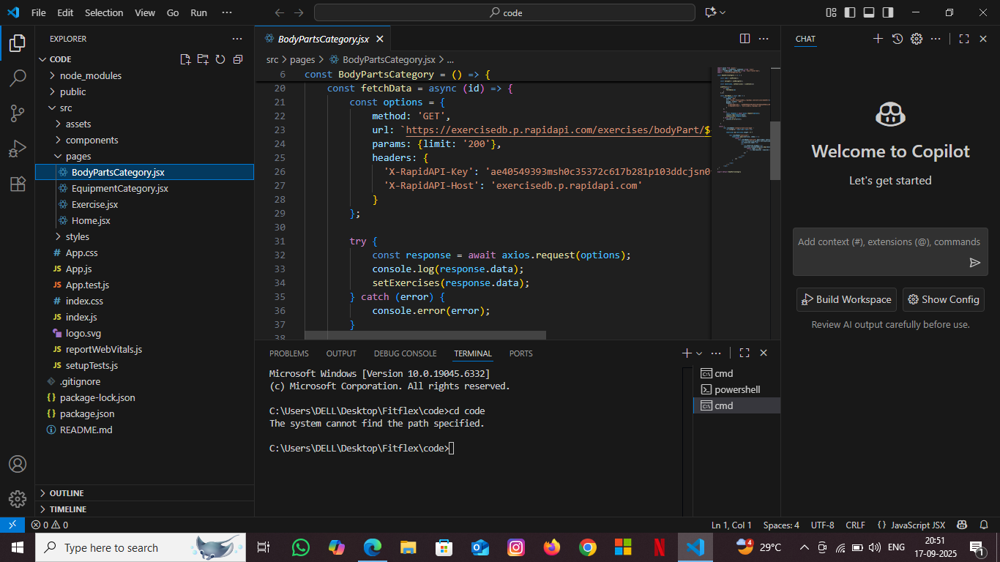 File Edit Selection View Go Run ··· code
EXPLORER
CODE
node_modules
public
src
assets
components
pages
BodyPartsCategory.jsx
EquipmentCategory.jsx
Exercise.jsx
Home.jsx
styles
# App.css
JS App.js
JS App.test.js
# index.css
JS index.js
logo.svg
JS reportWebVitals.js
JS setupTests.js
.gitignore
{} package-lock.json
{} package.json
README.md
OUTLINE
TIMELINE
BodyPartsCategory.jsx
src > pages > BodyPartsCategory.jsx > ...
6 const BodyPartsCategory = () => {
20 const fetchData = async (id) => {
21 const options = {
22 method: 'GET',
23 url: `https://exercisedb.p.rapidapi.com/exercises/bodyPart/$
24 params: {limit: '200'},
25 headers: {
26 'X-RapidAPI-Key': 'ae40549393msh0c35372c617b281p103ddcjsn0
27 'X-RapidAPI-Host': 'exercisedb.p.rapidapi.com'
28 }
29 };
30
31 try {
32 const response = await axios.request(options);
33 console.log(response.data);
34 setExercises(response.data);
35 } catch (error) {
36 console.error(error);
37 }
38
PROBLEMS OUTPUT DEBUG CONSOLE TERMINAL PORTS
Microsoft Windows [Version 10.0.19045.6332]
(c) Microsoft Corporation. All rights reserved.
C:\Users\DELL\Desktop\Fitflex\code>cd code
The system cannot find the path specified.
C:\Users\DELL\Desktop\Fitflex\code>
cmd
powershell
cmd
CHAT
Welcome to Copilot
Let's get started
Add context (#), extensions (@), commands
Build Workspace Show Config
Review AI output carefully before use.
0 0 Ln 1, Col 1 Spaces: 4 UTF-8 CRLF {} JavaScript JSX
Type here to search
4
29°C
ENG
20:51
17-09-2025
1